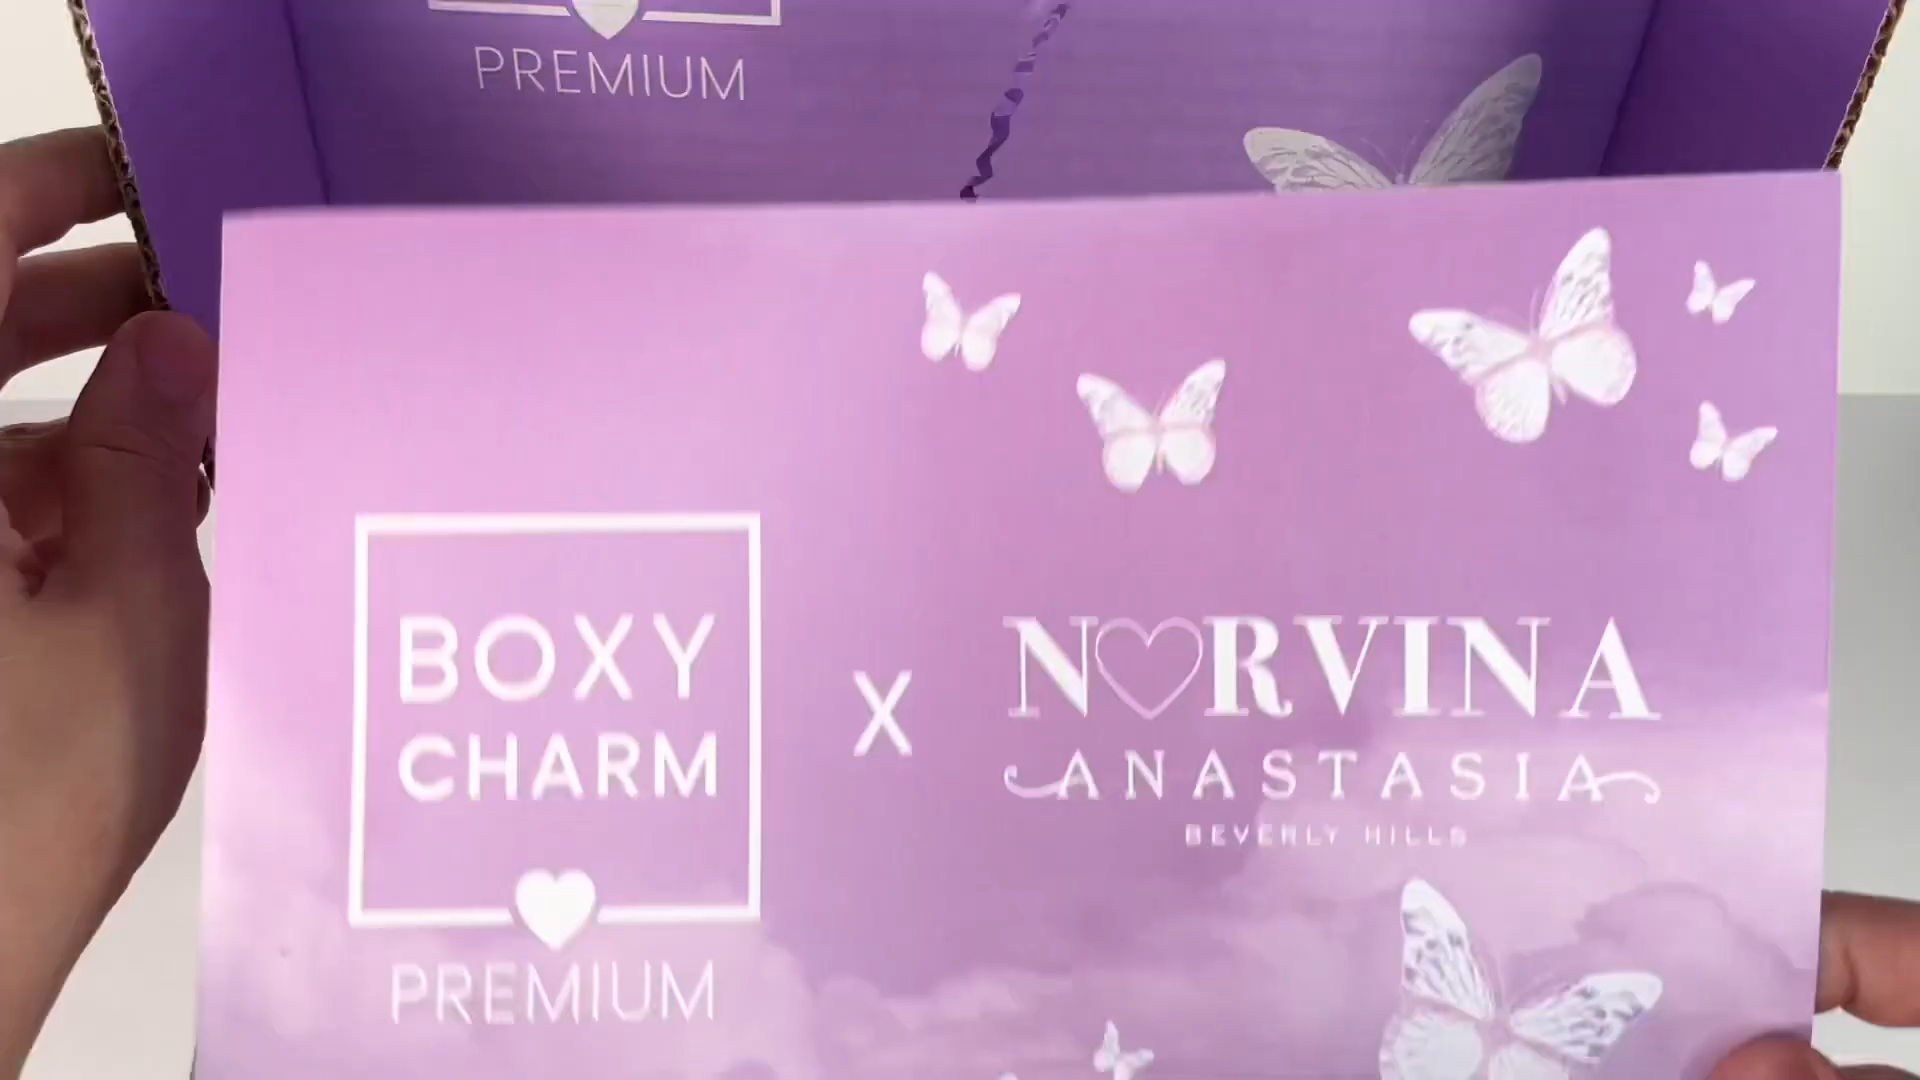 PREMIUM
BOXY
CHARM
PREMIUM
X
NORVINA
ANASTASIA
BEVERLY HILLS